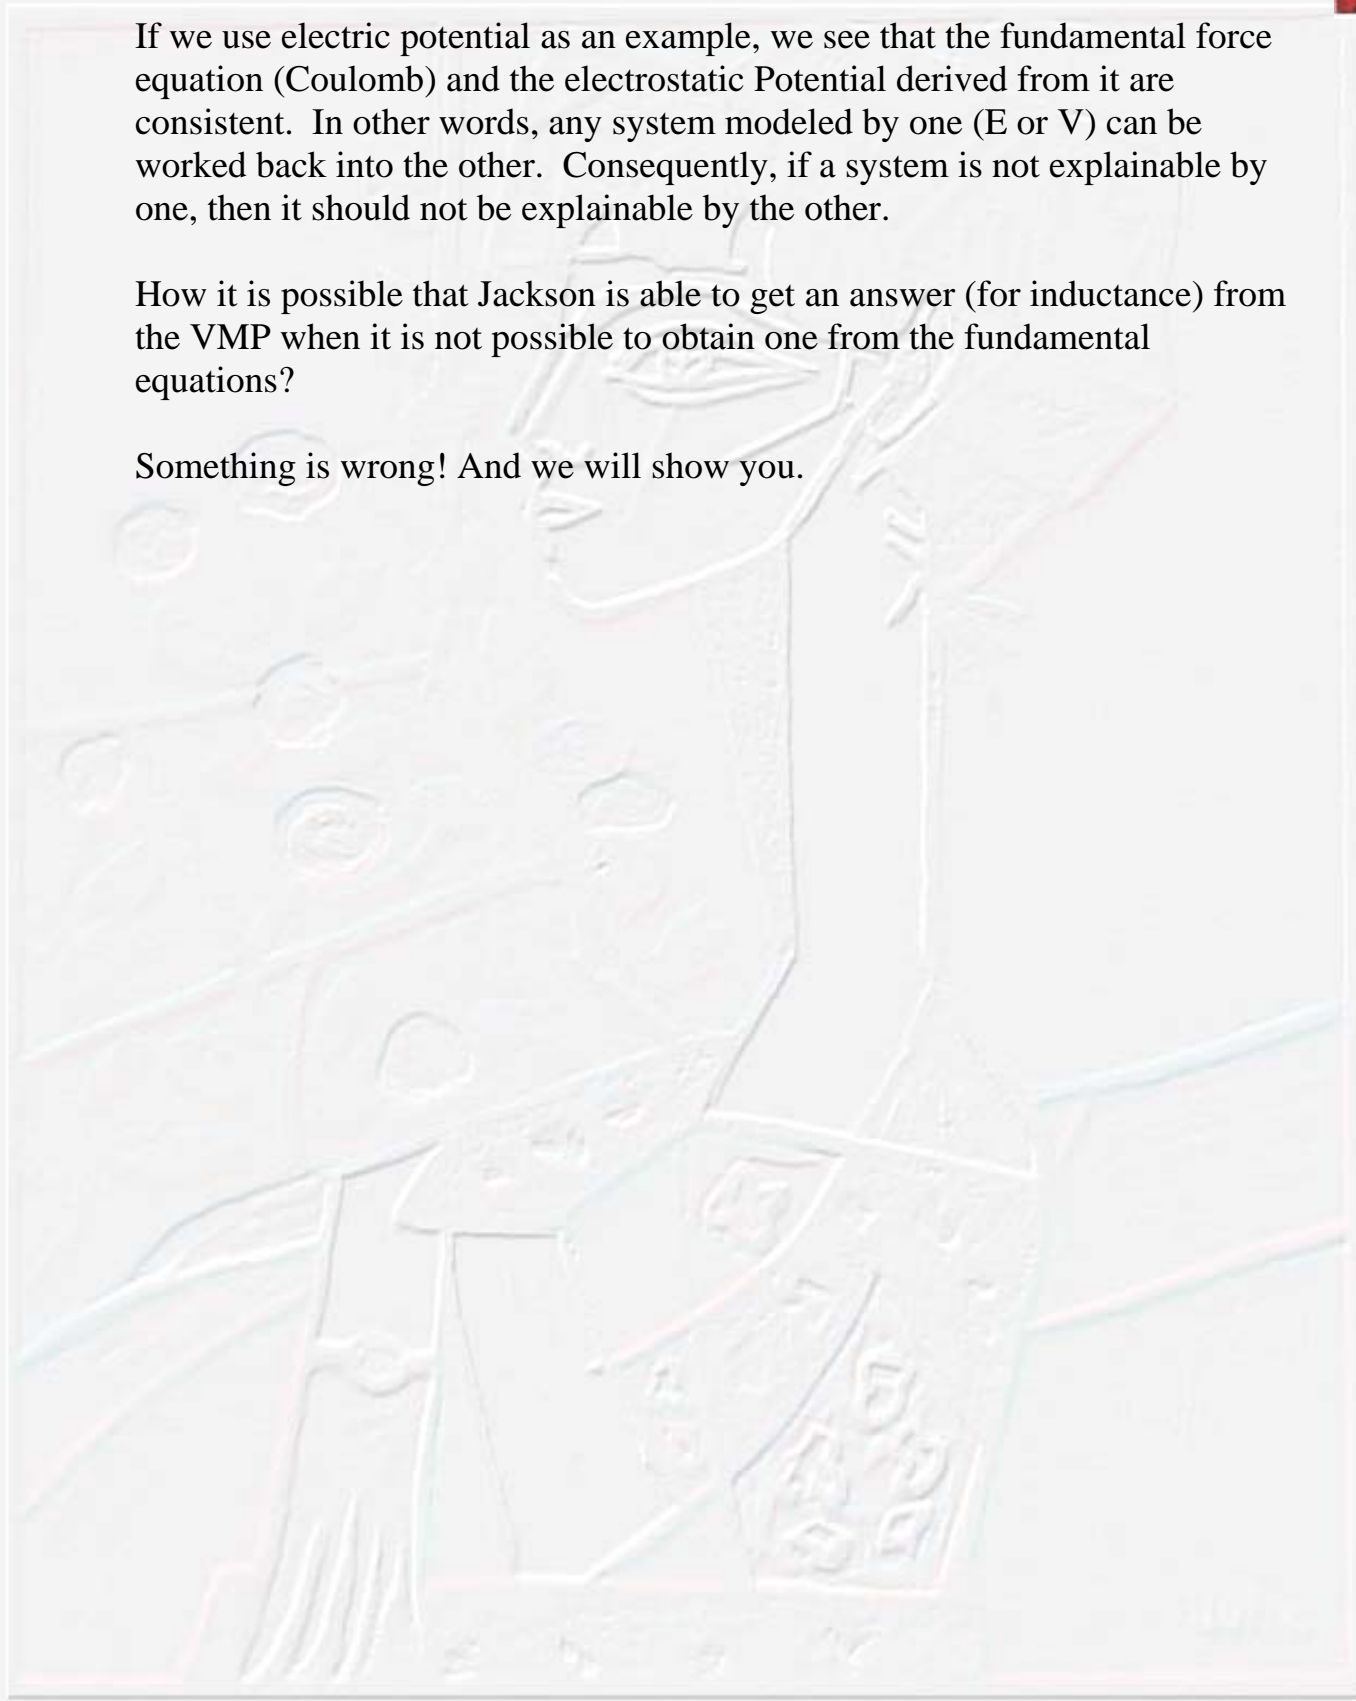 If we use electric potential as an example, we see that the fundamental force
equation (Coulomb) and the electrostatic Potential derived from it are
consistent.  In other words, any system modeled by one (E or V) can be
worked back into the other.  Consequently, if a system is not explainable by
one, then it should not be explainable by the other.
How it is possible that Jackson is able to get an answer (for inductance) from
the VMP when it is not possible to obtain one from the fundamental
equations?
Something is wrong! And we will show you.